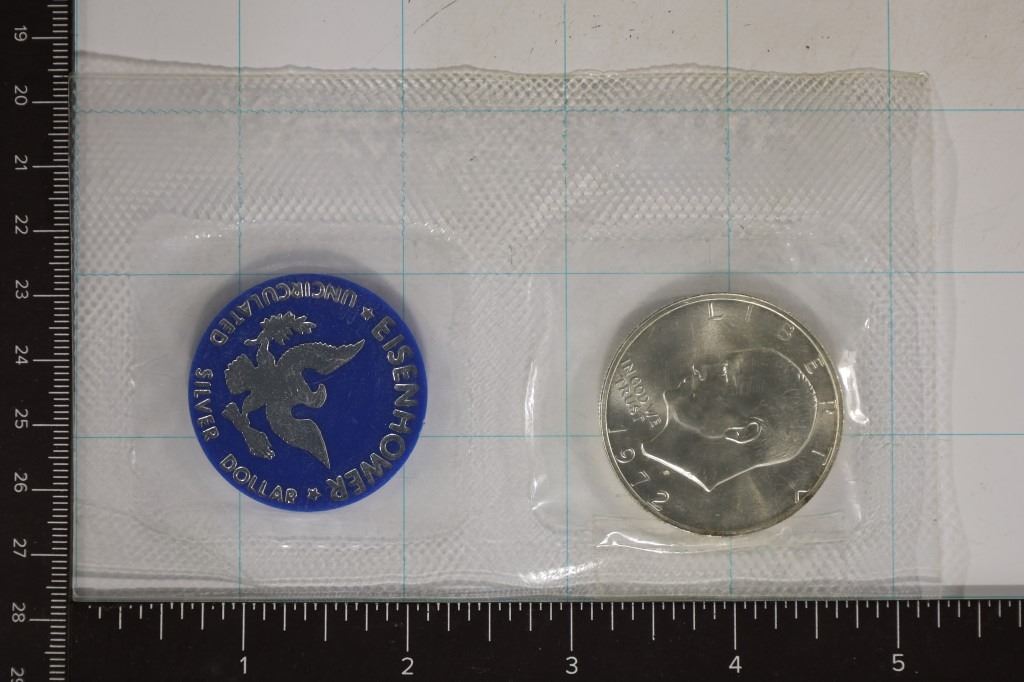 19
20
21
22
23
24
25
26
27
28
29
EISENHOWER
UNCIRCULATED
SILVER
DOLLAR
LIBERTY
IN GOD WE
TRUST
1972
1 2 3 4 5